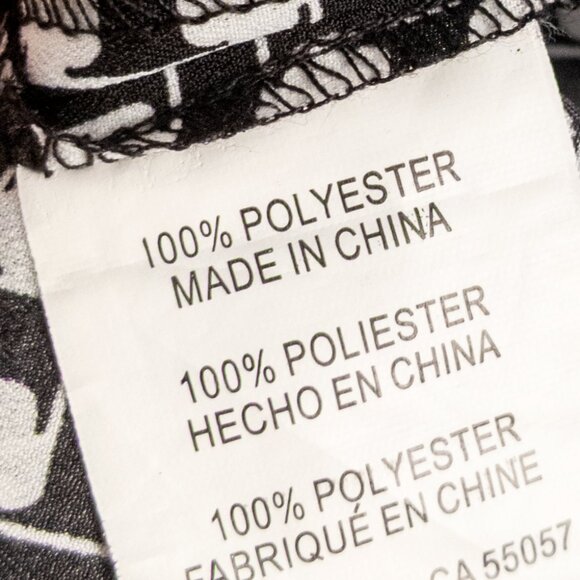 100% POLYESTER
MADE IN CHINA
100% POLIESTER
HECHO EN CHINA
100% POLYESTER
FABRIQUÉ EN CHINE
CA 55057